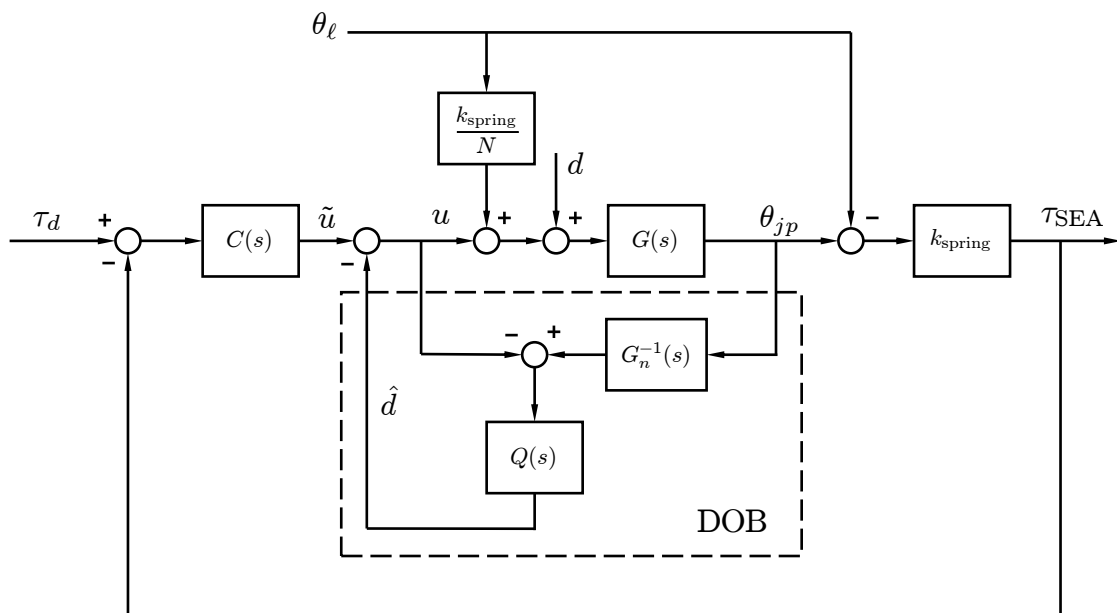 θ_ℓ
k_spring
N
d
τ_d
+
−
C(s)
ũ
−
u
+
+
G(s)
θ_jp
−
k_spring
τ_SEA
−
+
G_n^{-1}(s)
d̂
Q(s)
DOB